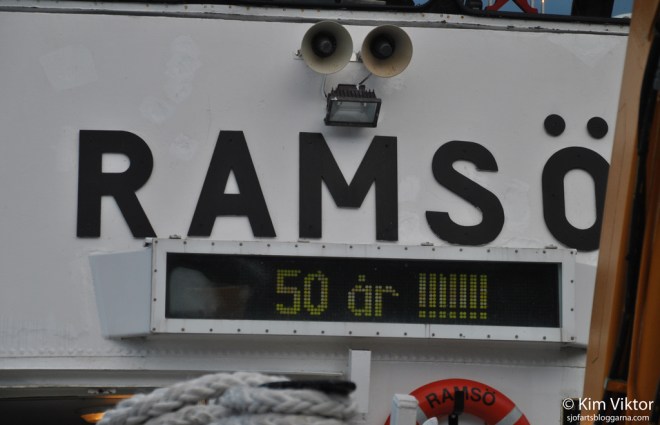 RAMSÖ
50 år !!!!!!!
RAMSÖ
© Kim Viktor
sjofartsbloggarna.com